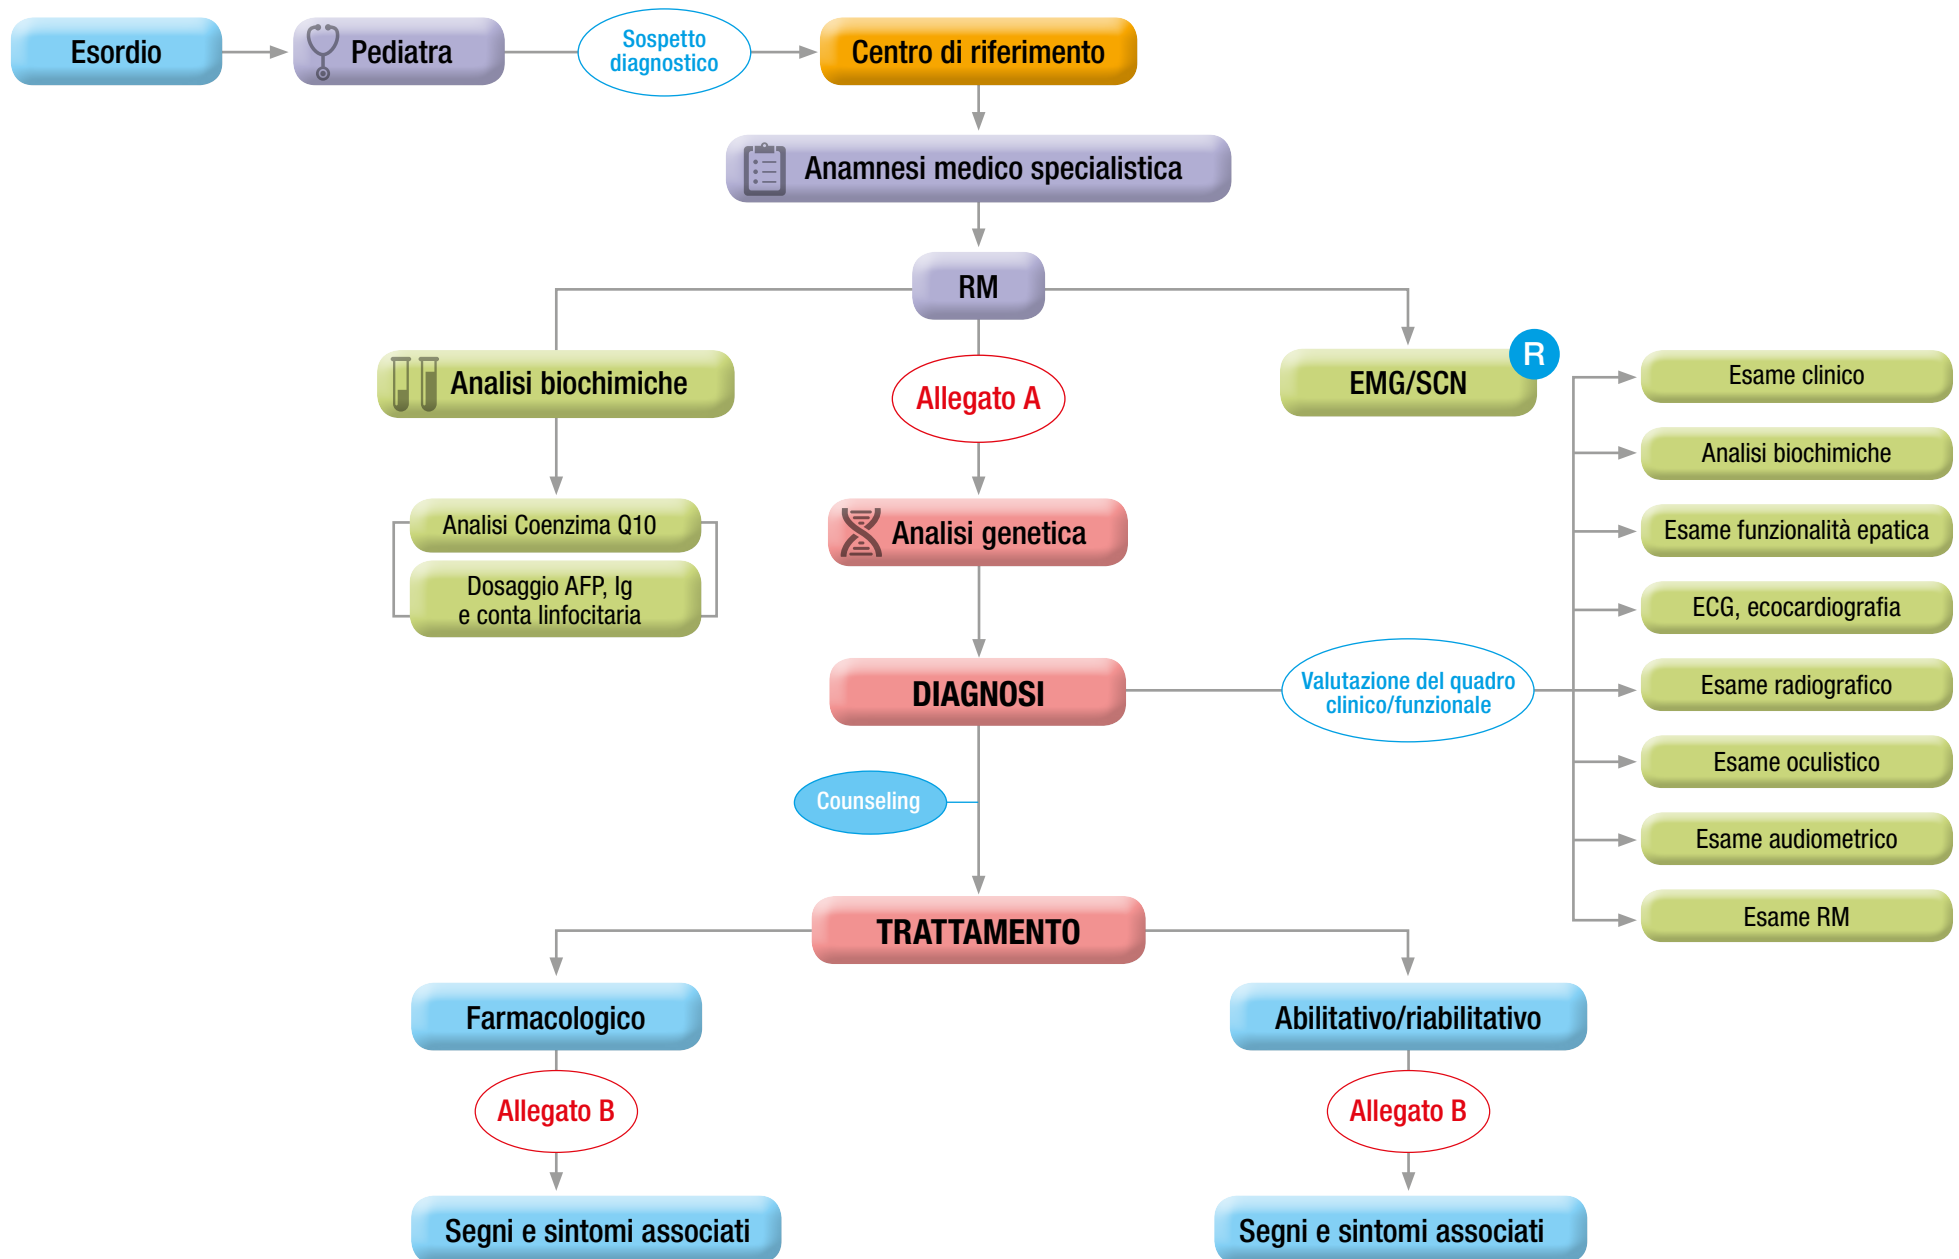 Esordio
Pediatra
Sospetto
diagnostico
Centro di riferimento
Anamnesi medico specialistica
RM
Analisi biochimiche
Allegato A
EMG/SCN
R
Esame clinico
Analisi biochimiche
Esame funzionalità epatica
ECG, ecocardiografia
Esame radiografico
Esame oculistico
Esame audiometrico
Esame RM
Analisi Coenzima Q10
Dosaggio AFP, Ig
e conta linfocitaria
Analisi genetica
DIAGNOSI
Valutazione del quadro
clinico/funzionale
Counseling
TRATTAMENTO
Farmacologico
Abilitativo/riabilitativo
Allegato B
Allegato B
Segni e sintomi associati
Segni e sintomi associati